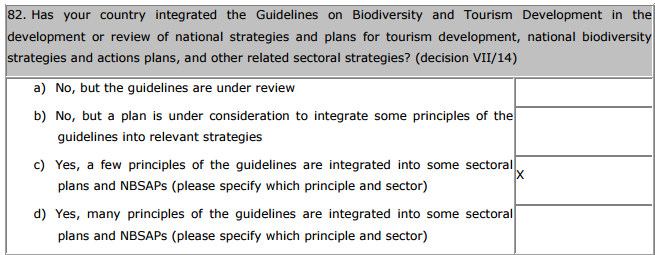 82. Has your country integrated the Guidelines on Biodiversity and Tourism Development in the
development or review of national strategies and plans for tourism development, national biodiversity
strategies and actions plans, and other related sectoral strategies? (decision VII/14)
a) No, but the guidelines are under review
b) No, but a plan is under consideration to integrate some principles of the
guidelines into relevant strategies
c) Yes, a few principles of the guidelines are integrated into some sectoral
plans and NBSAPs (please specify which principle and sector)
X
d) Yes, many principles of the guidelines are integrated into some sectoral
plans and NBSAPs (please specify which principle and sector)